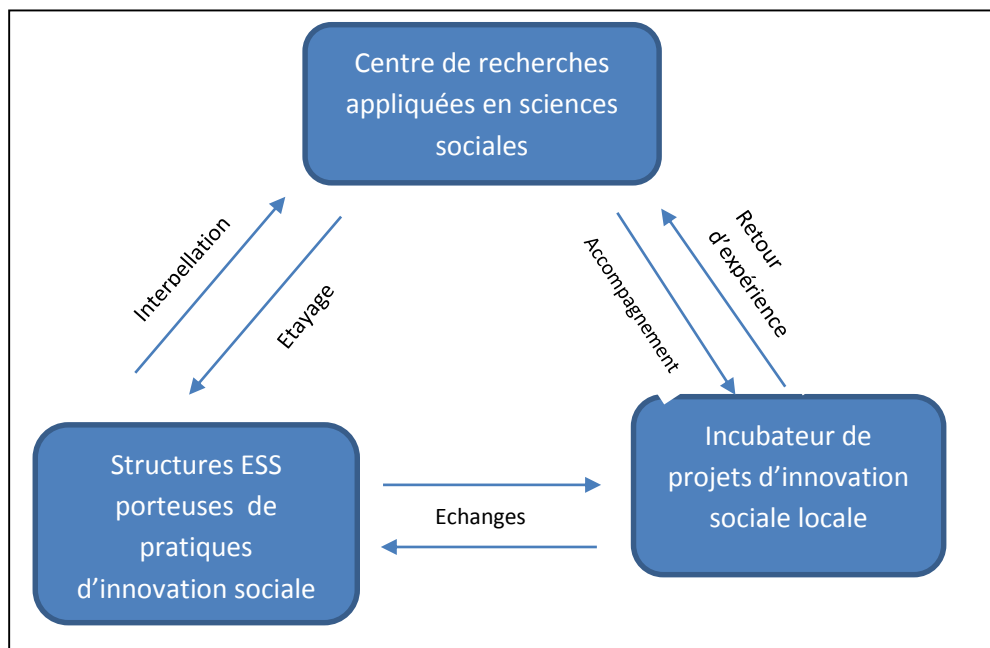 Centre de recherches
appliquées en sciences
sociales
Interpellation
Etayage
Accompagnement
Retour
d’expérience
Structures ESS
porteuses de
pratiques
d’innovation sociale
Echanges
Incubateur de
projets d’innovation
sociale locale